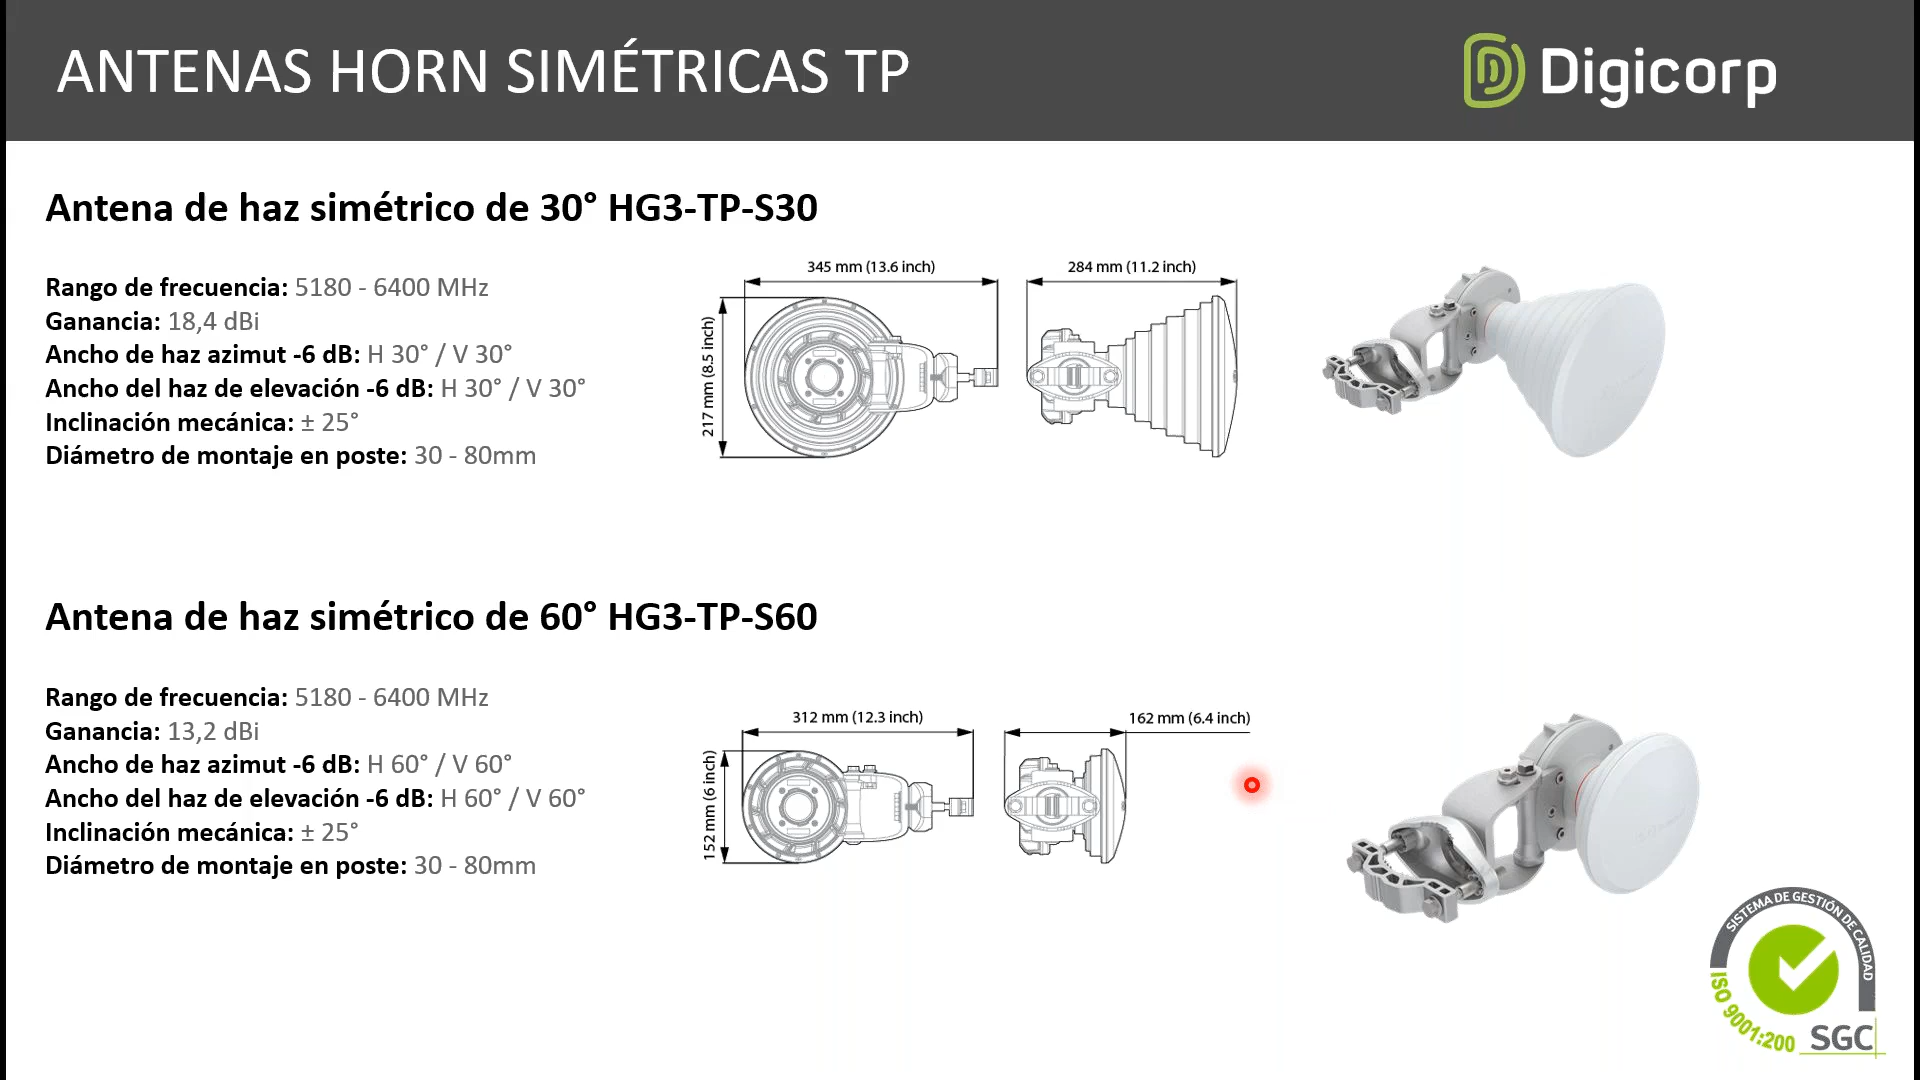 ANTENAS HORN SIMÉTRICAS TP
Digicorp
Antena de haz simétrico de 30° HG3-TP-S30
Rango de frecuencia: 5180 - 6400 MHz
Ganancia: 18,4 dBi
Ancho de haz azimut -6 dB: H 30° / V 30°
Ancho del haz de elevación -6 dB: H 30° / V 30°
Inclinación mecánica: ± 25°
Diámetro de montaje en poste: 30 - 80mm
345 mm (13.6 inch)
284 mm (11.2 inch)
217 mm (8.5 inch)
Antena de haz simétrico de 60° HG3-TP-S60
Rango de frecuencia: 5180 - 6400 MHz
Ganancia: 13,2 dBi
Ancho de haz azimut -6 dB: H 60° / V 60°
Ancho del haz de elevación -6 dB: H 60° / V 60°
Inclinación mecánica: ± 25°
Diámetro de montaje en poste: 30 - 80mm
312 mm (12.3 inch)
162 mm (6.4 inch)
152 mm (6 inch)
SISTEMA DE GESTIÓN DE CALIDAD
ISO 9001:200
SGC